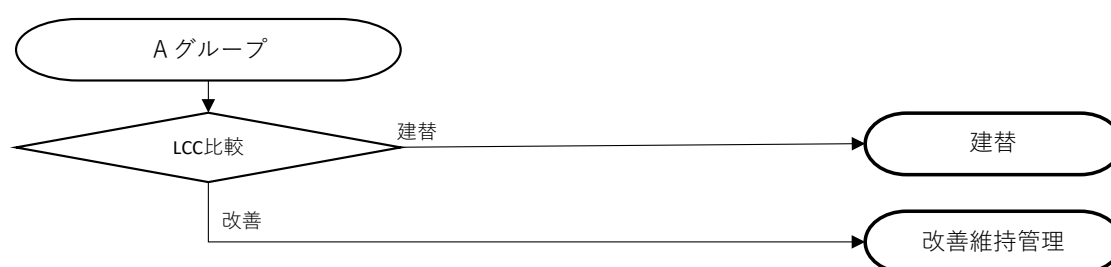 A グループ
LCC比較
建替
建替
改善
改善維持管理